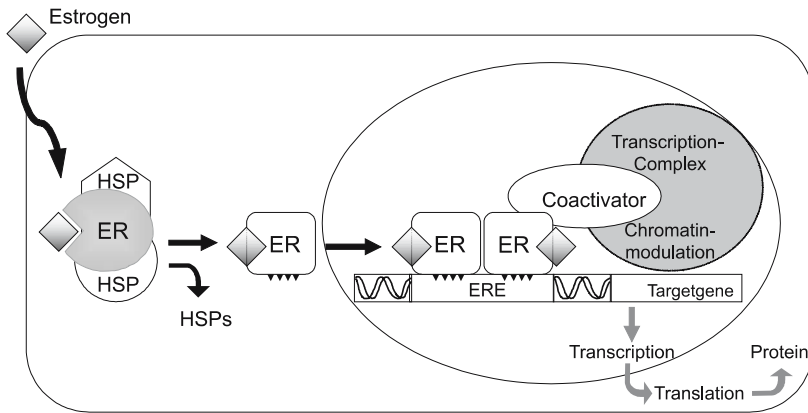 Estrogen
HSP
ER
HSP
HSPs
ER
ER
ER
Coactivator
Transcription-
Complex
Chromatin-
modulation
ERE
Targetgene
Transcription
Translation
Protein